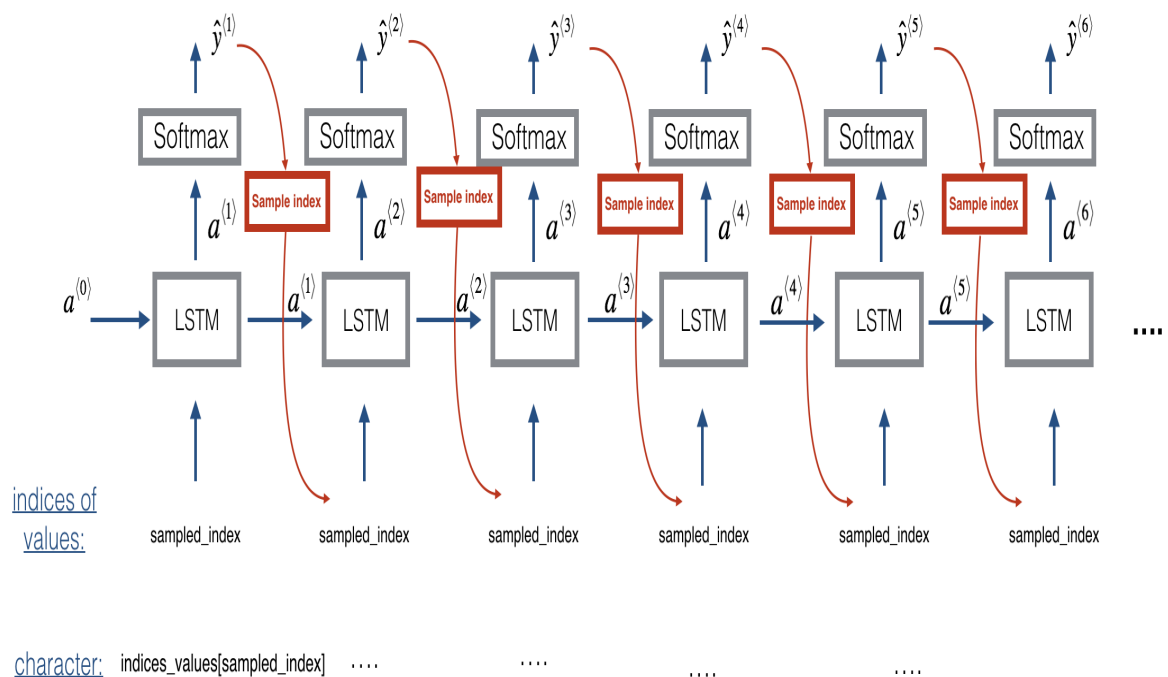 ŷ⟨1⟩ ŷ⟨2⟩ ŷ⟨3⟩ ŷ⟨4⟩ ŷ⟨5⟩ ŷ⟨6⟩
Softmax Softmax Softmax Softmax Softmax Softmax
Sample index Sample index Sample index Sample index Sample index
a⟨1⟩ a⟨2⟩ a⟨3⟩ a⟨4⟩ a⟨5⟩ a⟨6⟩
a⟨0⟩ a⟨1⟩ a⟨2⟩ a⟨3⟩ a⟨4⟩ a⟨5⟩
LSTM LSTM LSTM LSTM LSTM LSTM ....
indices of
values: sampled_index sampled_index sampled_index sampled_index sampled_index sampled_index
character: indices_values[sampled_index] .... .... .... ....